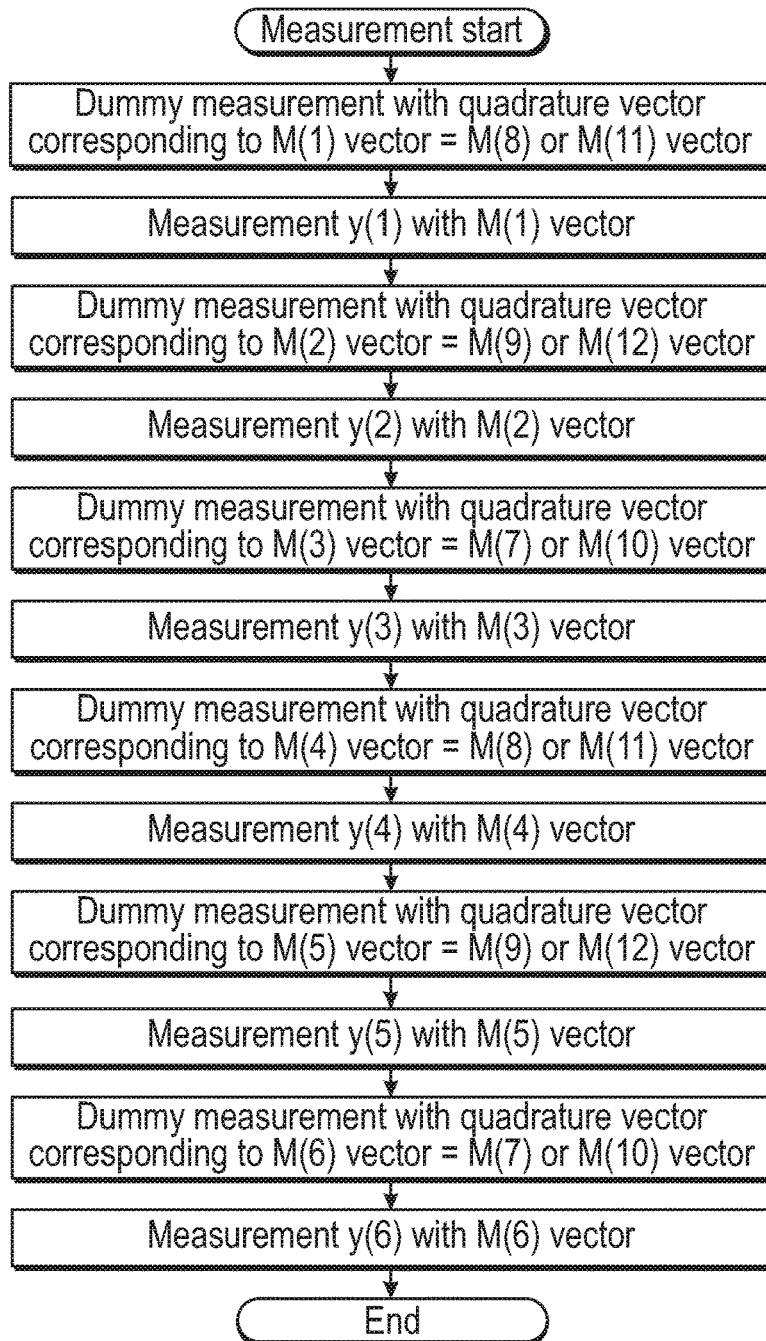 Measurement start
Dummy measurement with quadrature vector
corresponding to M(1) vector = M(8) or M(11) vector
Measurement y(1) with M(1) vector
Dummy measurement with quadrature vector
corresponding to M(2) vector = M(9) or M(12) vector
Measurement y(2) with M(2) vector
Dummy measurement with quadrature vector
corresponding to M(3) vector = M(7) or M(10) vector
Measurement y(3) with M(3) vector
Dummy measurement with quadrature vector
corresponding to M(4) vector = M(8) or M(11) vector
Measurement y(4) with M(4) vector
Dummy measurement with quadrature vector
corresponding to M(5) vector = M(9) or M(12) vector
Measurement y(5) with M(5) vector
Dummy measurement with quadrature vector
corresponding to M(6) vector = M(7) or M(10) vector
Measurement y(6) with M(6) vector
End